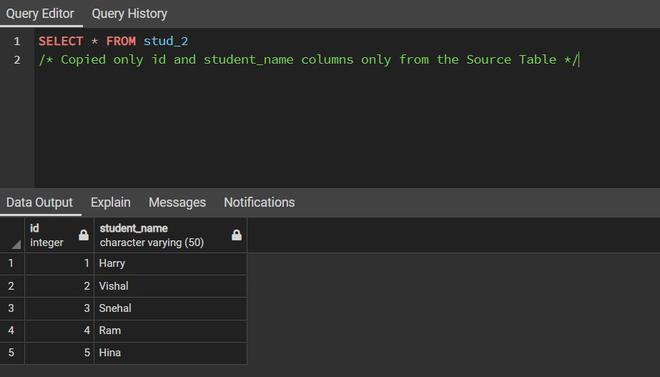 Query Editor Query History
1 SELECT * FROM stud_2
2 /* Copied only id and student_name columns only from the Source Table */
Data Output Explain Messages Notifications
id student_name
integer character varying (50)
1 1 Harry
2 2 Vishal
3 3 Snehal
4 4 Ram
5 5 Hina